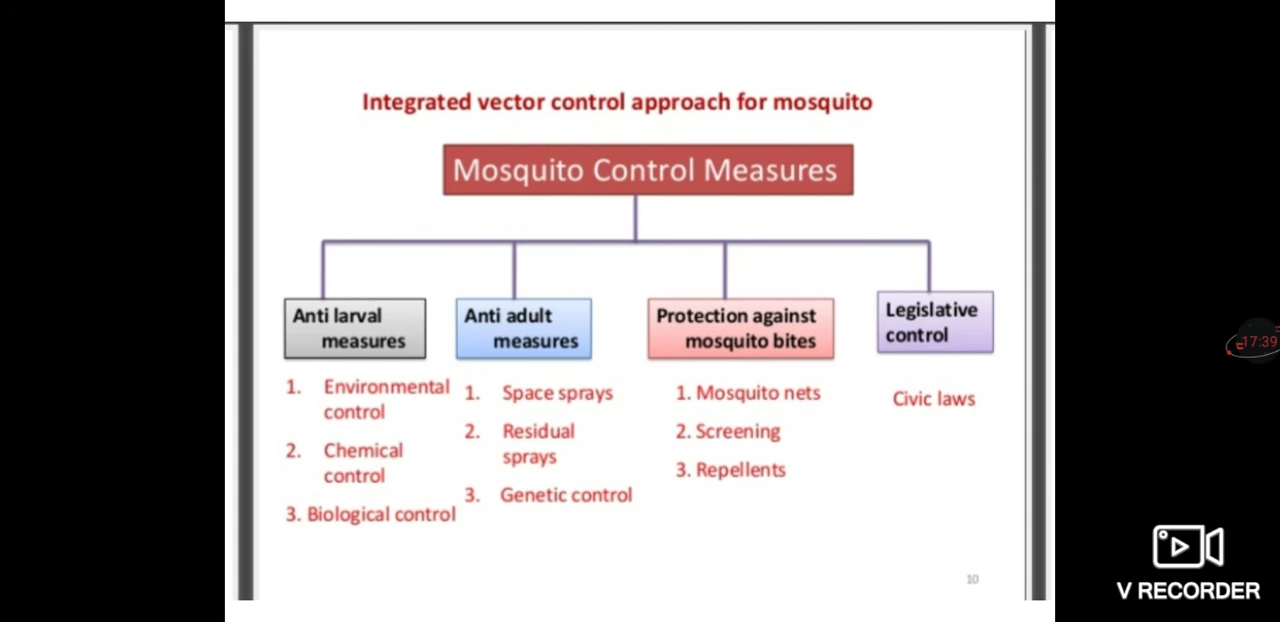 Integrated vector control approach for mosquito
Mosquito Control Measures
Anti larval
measures
1. Environmental
control
2. Chemical
control
3. Biological control
Anti adult
measures
1. Space sprays
2. Residual
sprays
3. Genetic control
Protection against
mosquito bites
1. Mosquito nets
2. Screening
3. Repellents
Legislative
control
Civic laws
10
17:39
V RECORDER